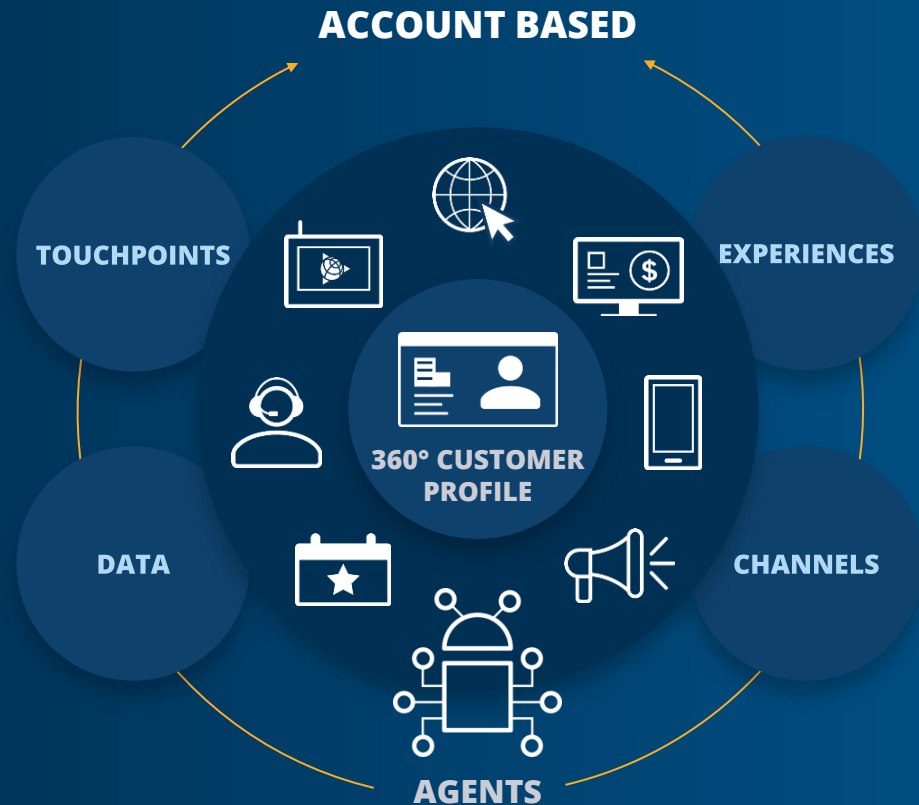 ACCOUNT BASED
TOUCHPOINTS
EXPERIENCES
$
360° CUSTOMER
PROFILE
DATA
CHANNELS
AGENTS